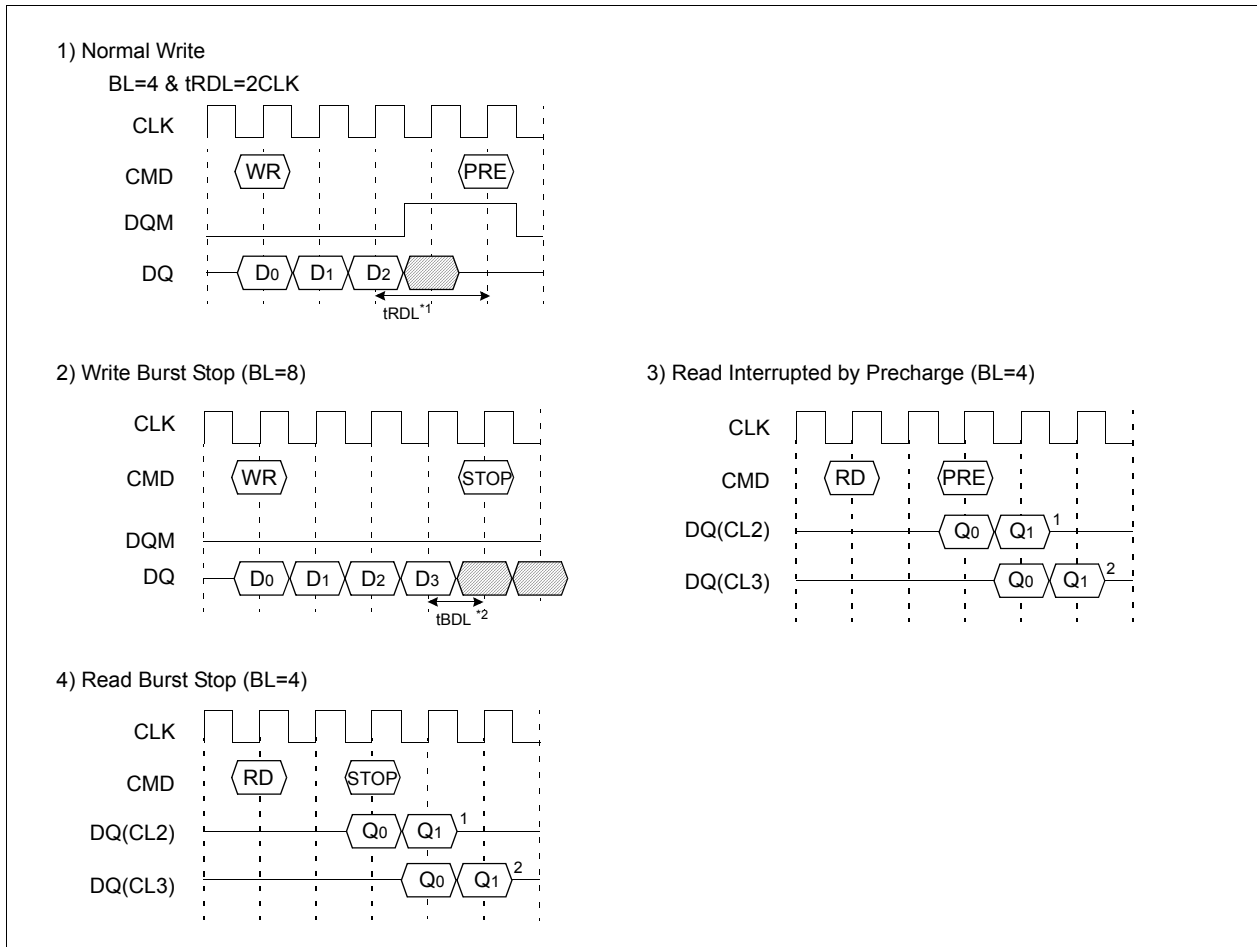 1) Normal Write
BL=4 & tRDL=2CLK
CLK
CMD WR PRE
DQM
DQ D0 D1 D2
tRDL*1
2) Write Burst Stop (BL=8)
CLK
CMD WR STOP
DQM
DQ D0 D1 D2 D3
tBDL *2
3) Read Interrupted by Precharge (BL=4)
CLK
CMD RD PRE
DQ(CL2) Q0 Q1 1
DQ(CL3) Q0 Q1 2
4) Read Burst Stop (BL=4)
CLK
CMD RD STOP
DQ(CL2) Q0 Q1 1
DQ(CL3) Q0 Q1 2